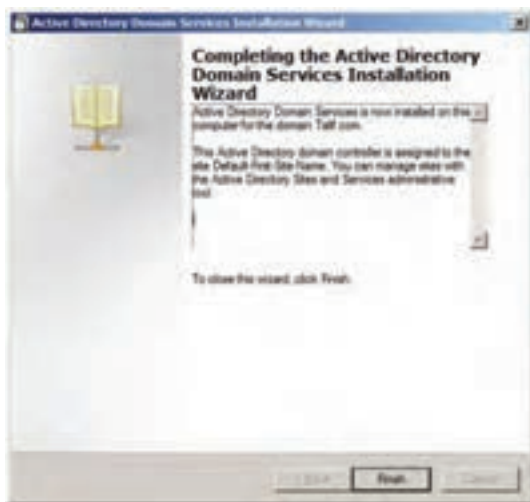 Active Directory Domain Services Installation Wizard
Completing the Active Directory
Domain Services Installation
Wizard
Active Directory Domain Services is now installed on this
computer for the domain
This Active Directory domain controller is assigned to the
site Default-First-Site-Name. You can manage sites with
the Active Directory Sites and Services administrative
tool.
To close this wizard, click Finish.
< Back
Finish
Cancel